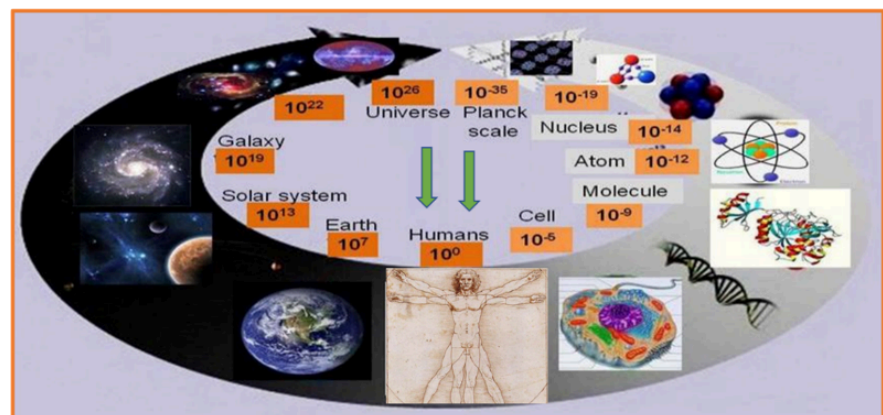 10²²
10²⁶
Universe
10⁻³⁵
Planck
scale
10⁻¹⁹
Nucleus
10⁻¹⁴
Atom
10⁻¹²
Molecule
10⁻⁹
Cell
10⁻⁵
Humans
10⁰
Earth
10⁷
Solar system
10¹³
Galaxy
10¹⁹